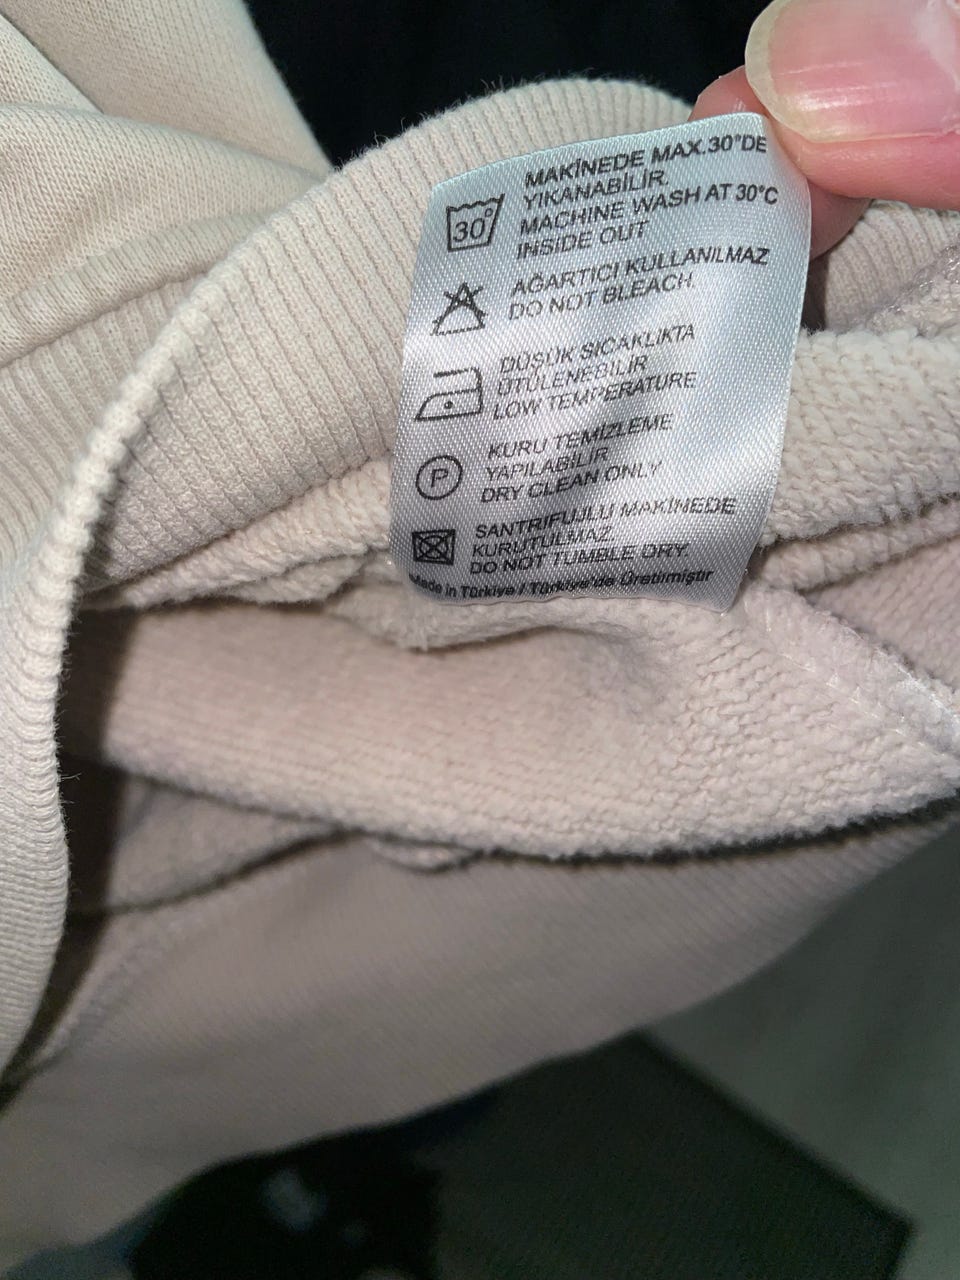 MAKİNEDE MAX.30°DE
YIKANABİLİR.
30°
MACHINE WASH AT 30°C
INSIDE OUT
AĞARTICI KULLANILMAZ
DO NOT BLEACH.
DÜŞÜK SICAKLIKTA
ÜTÜLENEBİLİR
LOW TEMPERATURE
KURU TEMİZLEME
P
YAPILABİLİR
DRY CLEAN ONLY
SANTRIFUJLU MAKİNEDE
KURUTULMAZ.
DO NOT TUMBLE DRY.
Made in Türkiye / Türkiye'de Üretilmiştir